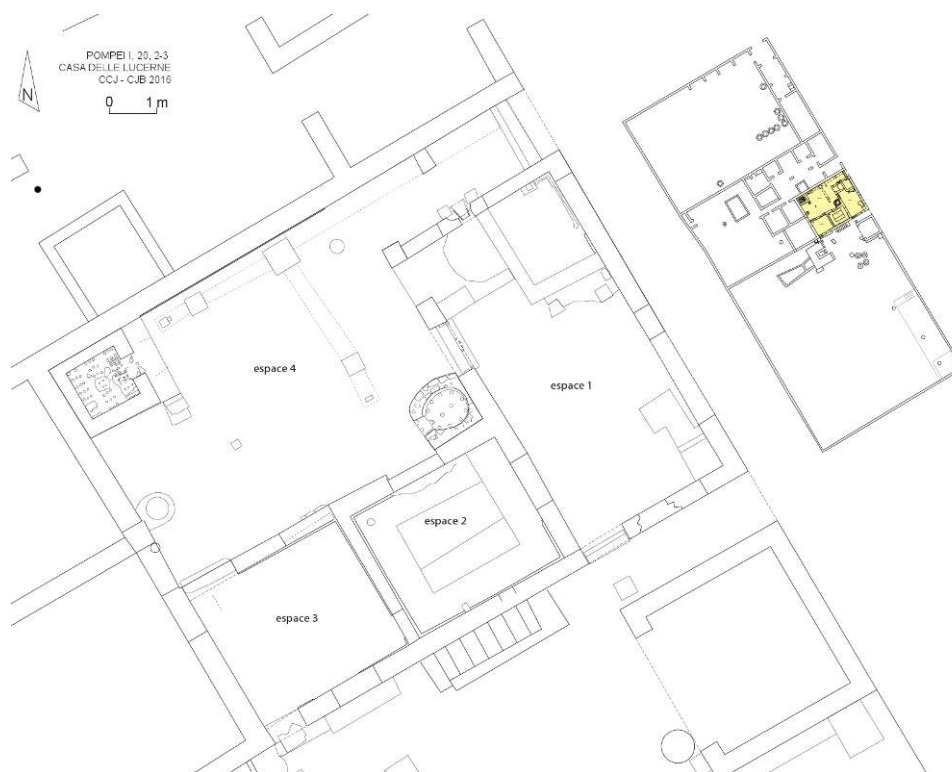 POMPEI I, 20, 2-3
CASA DELLE LUCERNE
CCJ - CJB 2016
N
0 1 m
espace 4
espace 1
espace 2
espace 3